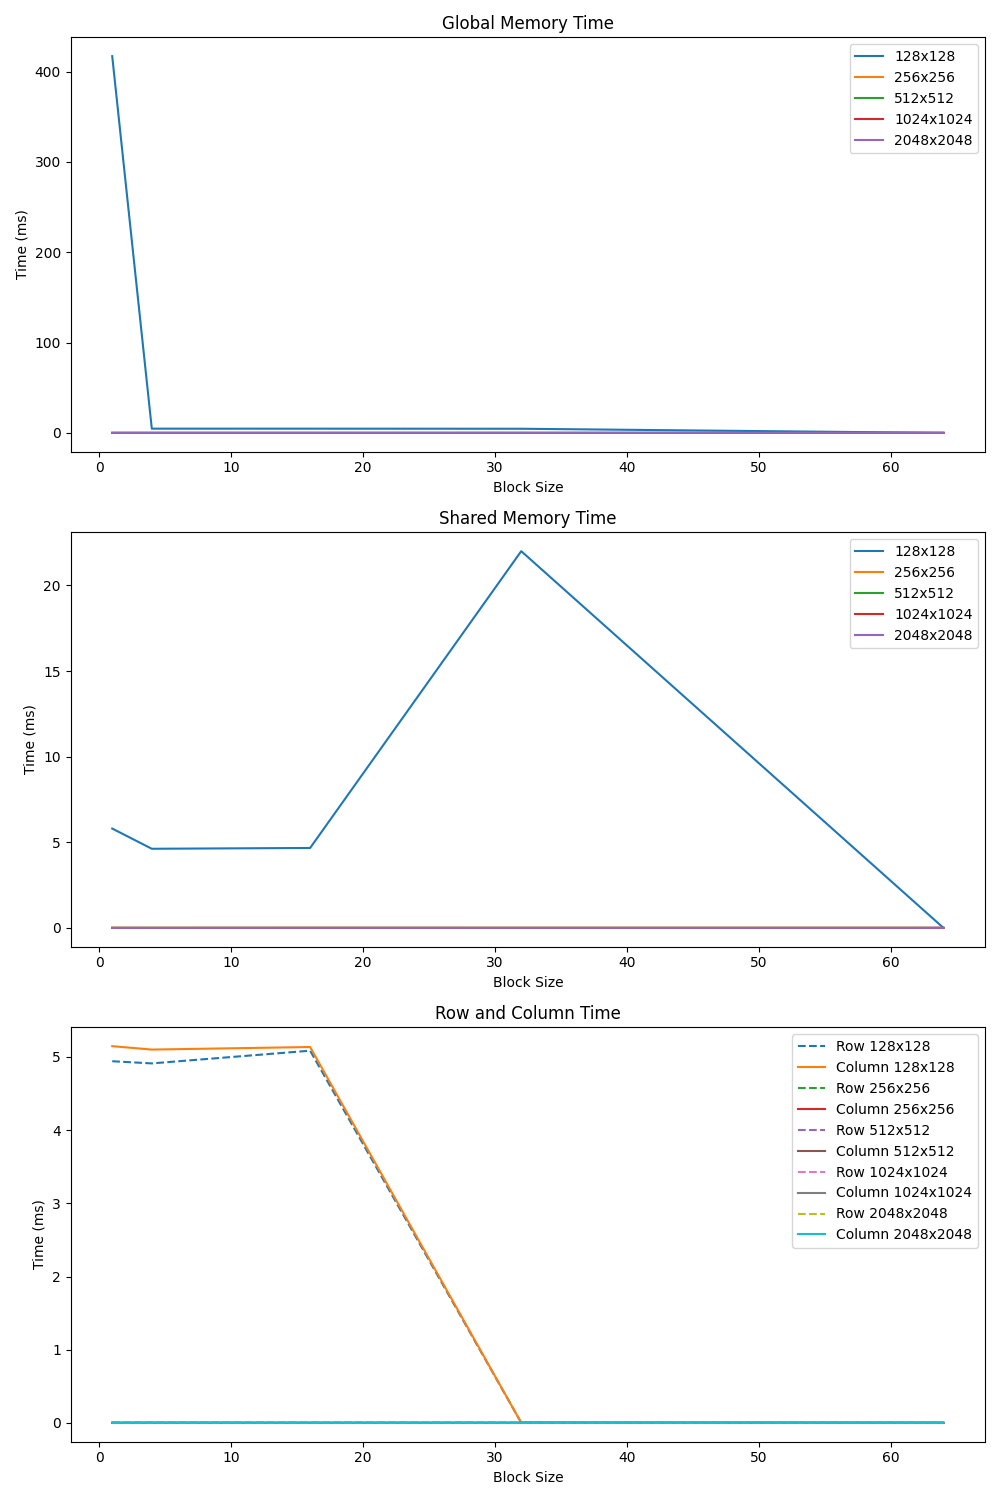 Global Memory Time
128x128
256x256
512x512
1024x1024
2048x2048
400
300
200
100
0
Time (ms)
0 10 20 30 40 50 60
Block Size
Shared Memory Time
128x128
256x256
512x512
1024x1024
2048x2048
20
15
10
5
0
Time (ms)
0 10 20 30 40 50 60
Block Size
Row and Column Time
Row 128x128
Column 128x128
Row 256x256
Column 256x256
Row 512x512
Column 512x512
Row 1024x1024
Column 1024x1024
Row 2048x2048
Column 2048x2048
5
4
3
2
1
0
Time (ms)
0 10 20 30 40 50 60
Block Size